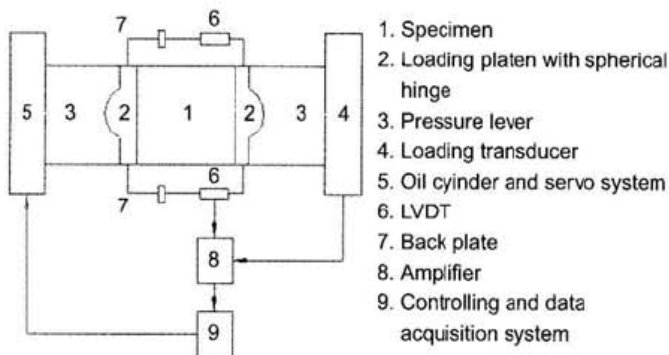 7 6
5 3 2 1 2 3 4
7 6
8
9
1. Specimen
2. Loading platen with spherical
hinge
3. Pressure lever
4. Loading transducer
5. Oil cyinder and servo system
6. LVDT
7. Back plate
8. Amplifier
9. Controlling and data
acquisition system